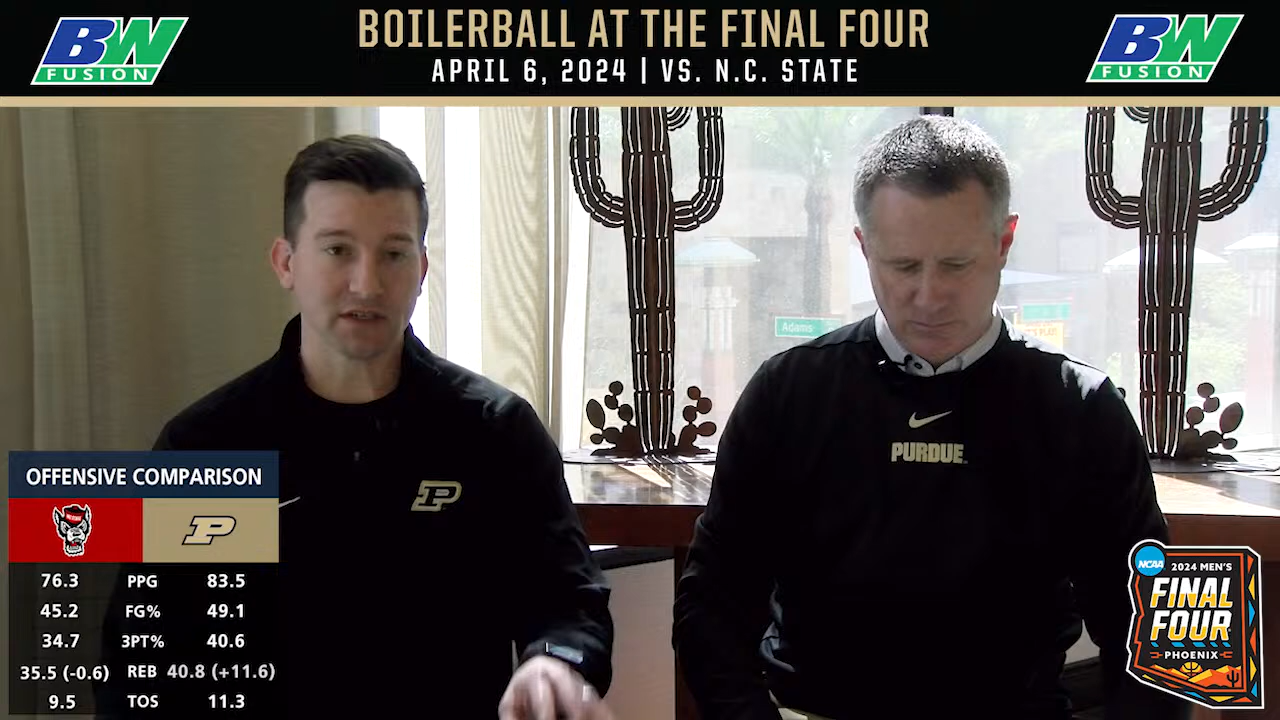 BW
FUSION
BOILERBALL AT THE FINAL FOUR
APRIL 6, 2024 | VS. N.C. STATE
BW
FUSION
Adams
PURDUE
P
OFFENSIVE COMPARISON
P
76.3 PPG 83.5
45.2 FG% 49.1
34.7 3PT% 40.6
35.5 (-0.6) REB 40.8 (+11.6)
9.5 TOS 11.3
NCAA 2024 MEN'S
FINAL
FOUR
PHOENIX